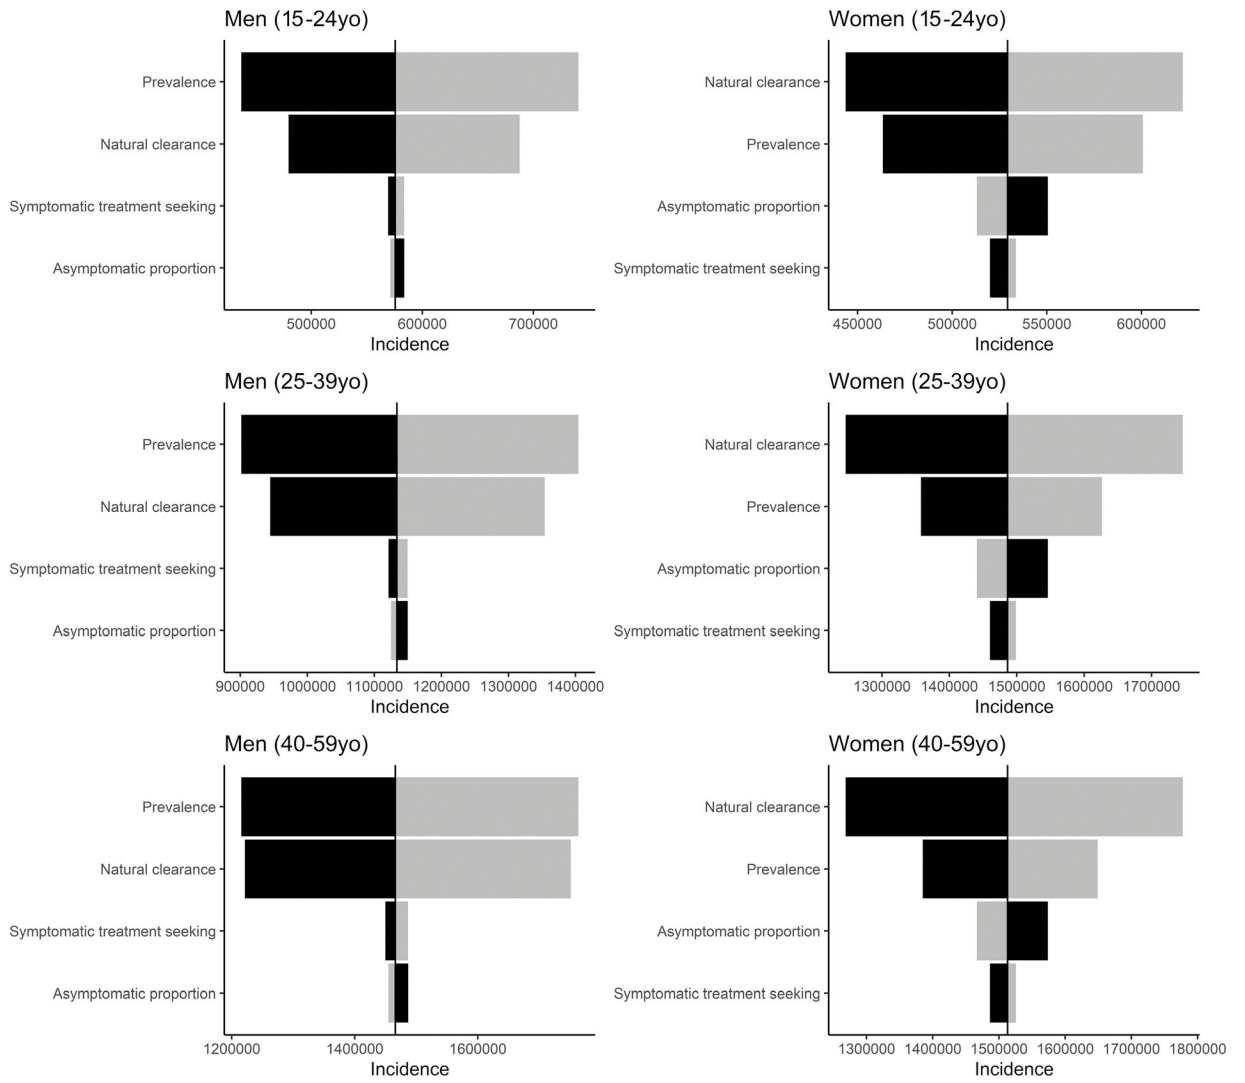 Men (15-24yo)
Prevalence
Natural clearance
Symptomatic treatment seeking
Asymptomatic proportion
500000 600000 700000
Incidence
Women (15-24yo)
Natural clearance
Prevalence
Asymptomatic proportion
Symptomatic treatment seeking
450000 500000 550000 600000
Incidence
Men (25-39yo)
Prevalence
Natural clearance
Symptomatic treatment seeking
Asymptomatic proportion
900000 1000000 1100000 1200000 1300000 1400000
Incidence
Women (25-39yo)
Natural clearance
Prevalence
Asymptomatic proportion
Symptomatic treatment seeking
1300000 1400000 1500000 1600000 1700000
Incidence
Men (40-59yo)
Prevalence
Natural clearance
Symptomatic treatment seeking
Asymptomatic proportion
1200000 1400000 1600000
Incidence
Women (40-59yo)
Natural clearance
Prevalence
Asymptomatic proportion
Symptomatic treatment seeking
1300000 1400000 1500000 1600000 1700000 1800000
Incidence